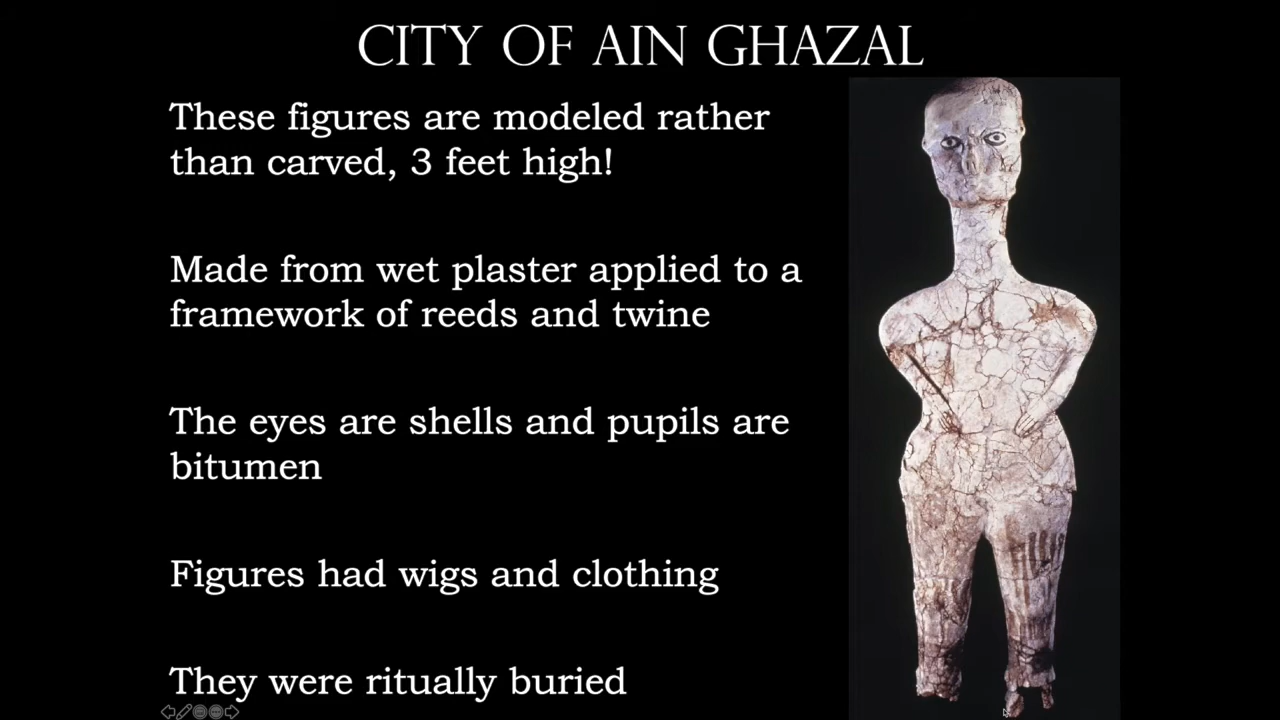 CITY OF AIN GHAZAL
These figures are modeled rather
than carved, 3 feet high!
Made from wet plaster applied to a
framework of reeds and twine
The eyes are shells and pupils are
bitumen
Figures had wigs and clothing
They were ritually buried